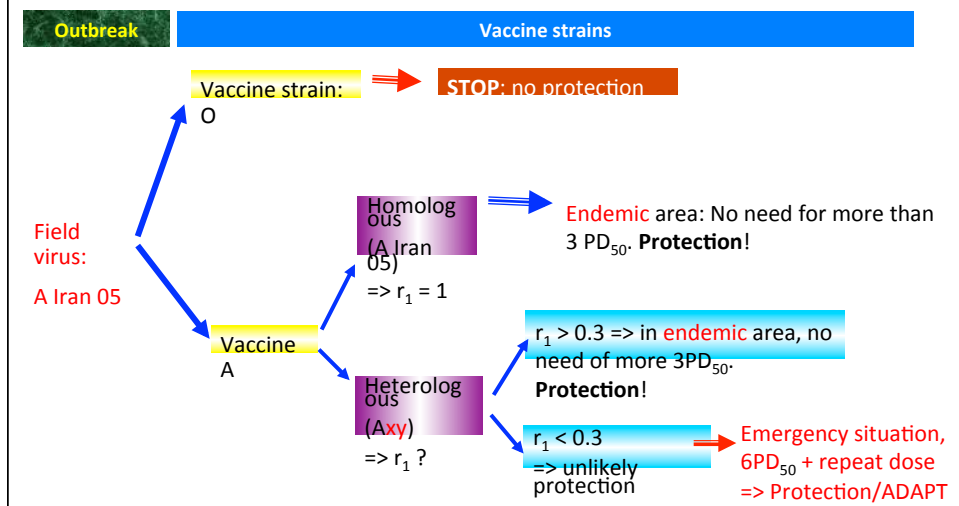 Outbreak
Vaccine strains
Vaccine strain:
O
STOP: no protection
Field
virus:
A Iran 05
Homolog
ous
(A Iran
05)
=> r₁ = 1
Endemic area: No need for more than
3 PD₅₀. Protection!
Vaccine
A
Heterolog
ous
(Axy)
=> r₁ ?
r₁ > 0.3 => in endemic area, no
need of more 3PD₅₀.
Protection!
r₁ < 0.3
=> unlikely
protection
Emergency situation,
6PD₅₀ + repeat dose
=> Protection/ADAPT